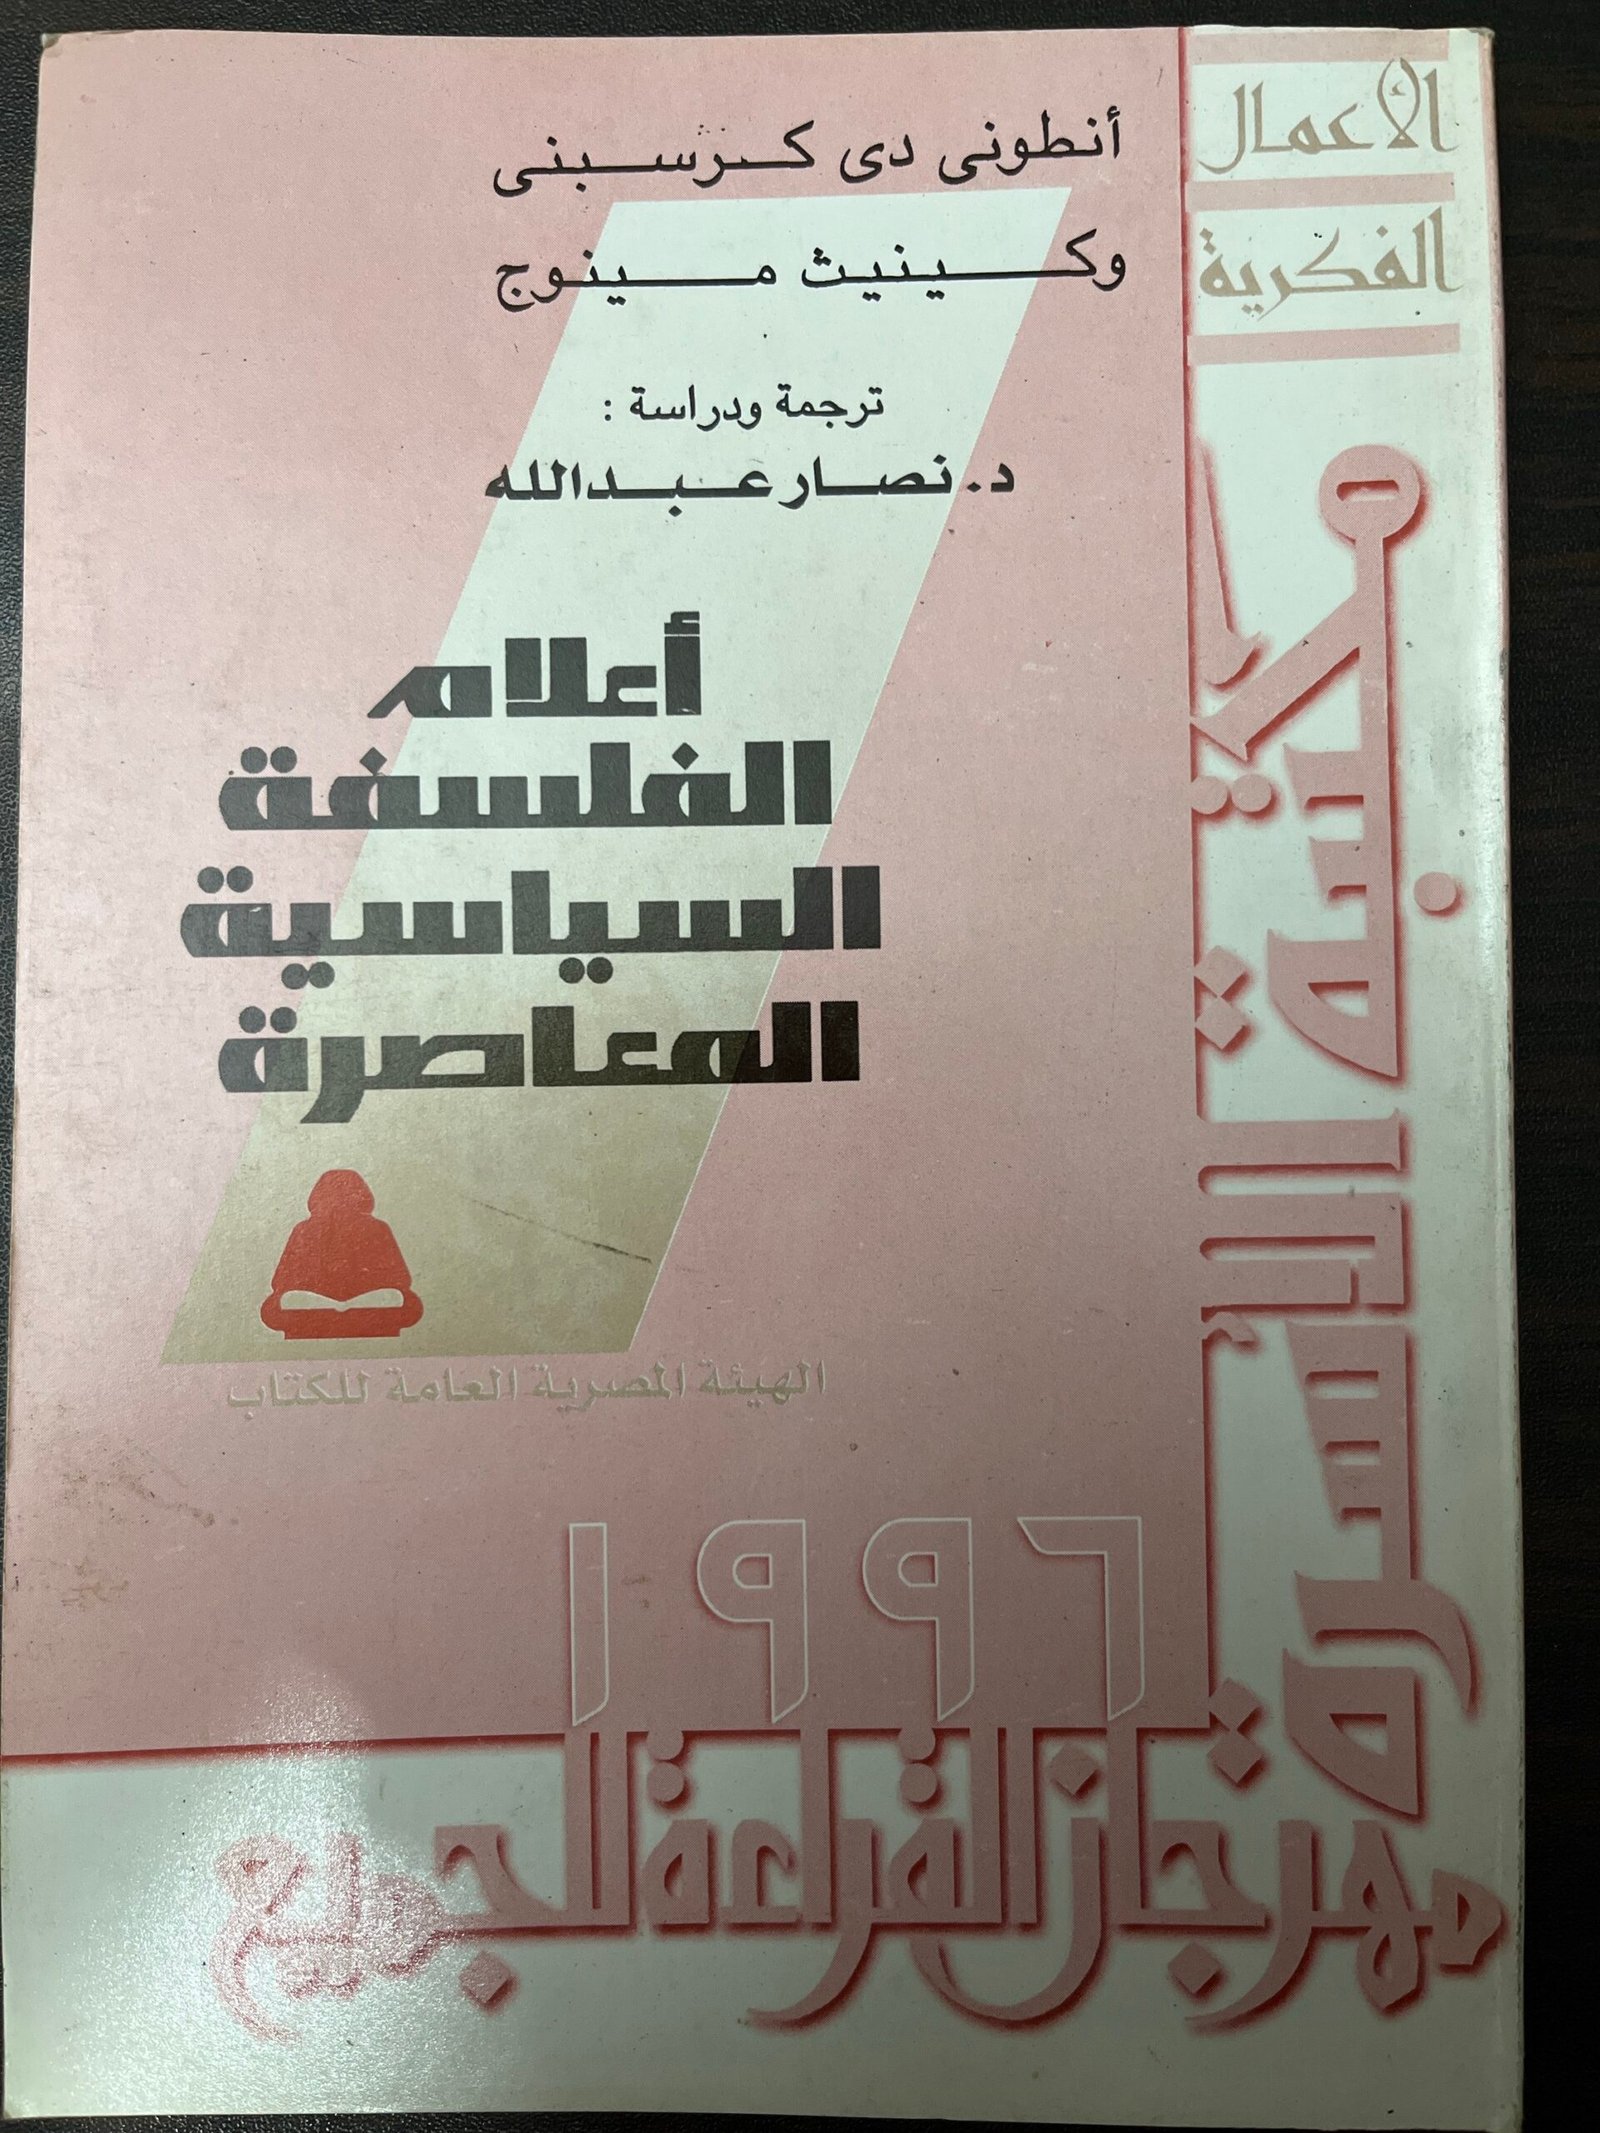 الأعمال
الفكرية
أنطونى دى كرسبنى
وكينيث مينوج
ترجمة ودراسة :
د. نصار عبدالله
أعلام
الفلسفة
السياسية
المعاصرة
الهيئة المصرية العامة للكتاب
مكتبة الأسرة
١٩٩٦
مهرجان القراءة للجميع